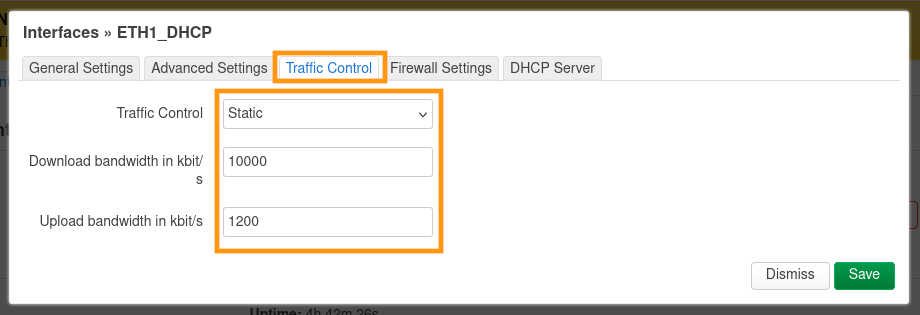 Interfaces » ETH1_DHCP
General Settings Advanced Settings Traffic Control Firewall Settings DHCP Server
Traffic Control Static
Download bandwidth in kbit/
s
10000
Upload bandwidth in kbit/s 1200
Dismiss Save
Uptime: 4h 42m 26s